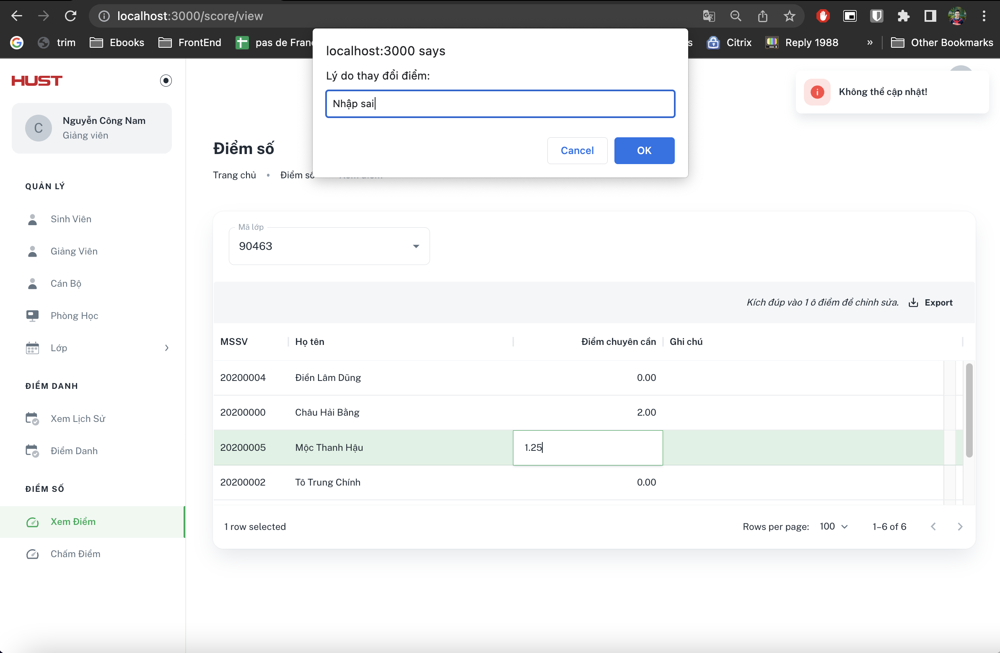 localhost:3000/score/view
trim
Ebooks
FrontEnd
pas de Fran
s
Citrix
Reply 1988
»
Other Bookmarks
localhost:3000 says
Lý do thay đổi điểm:
Nhập sai
Cancel
OK
Không thể cập nhật!
HUST
C
Nguyễn Công Nam
Giảng viên
QUẢN LÝ
Sinh Viên
Giảng Viên
Cán Bộ
Phòng Học
Lớp
ĐIỂM DANH
Xem Lịch Sử
Điểm Danh
ĐIỂM SỐ
Xem Điểm
Chấm Điểm
Điểm số
Trang chủ • Điểm số
Mã lớp
90463
Kích đúp vào 1 ô điểm để chỉnh sửa. Export
MSSV Họ tên Điểm chuyên cần Ghi chú
20200004 Điền Lâm Dũng 0.00
20200000 Châu Hải Bằng 2.00
20200005 Mộc Thanh Hậu 1.25
20200002 Tô Trung Chính 0.00
1 row selected
Rows per page: 100 1–6 of 6